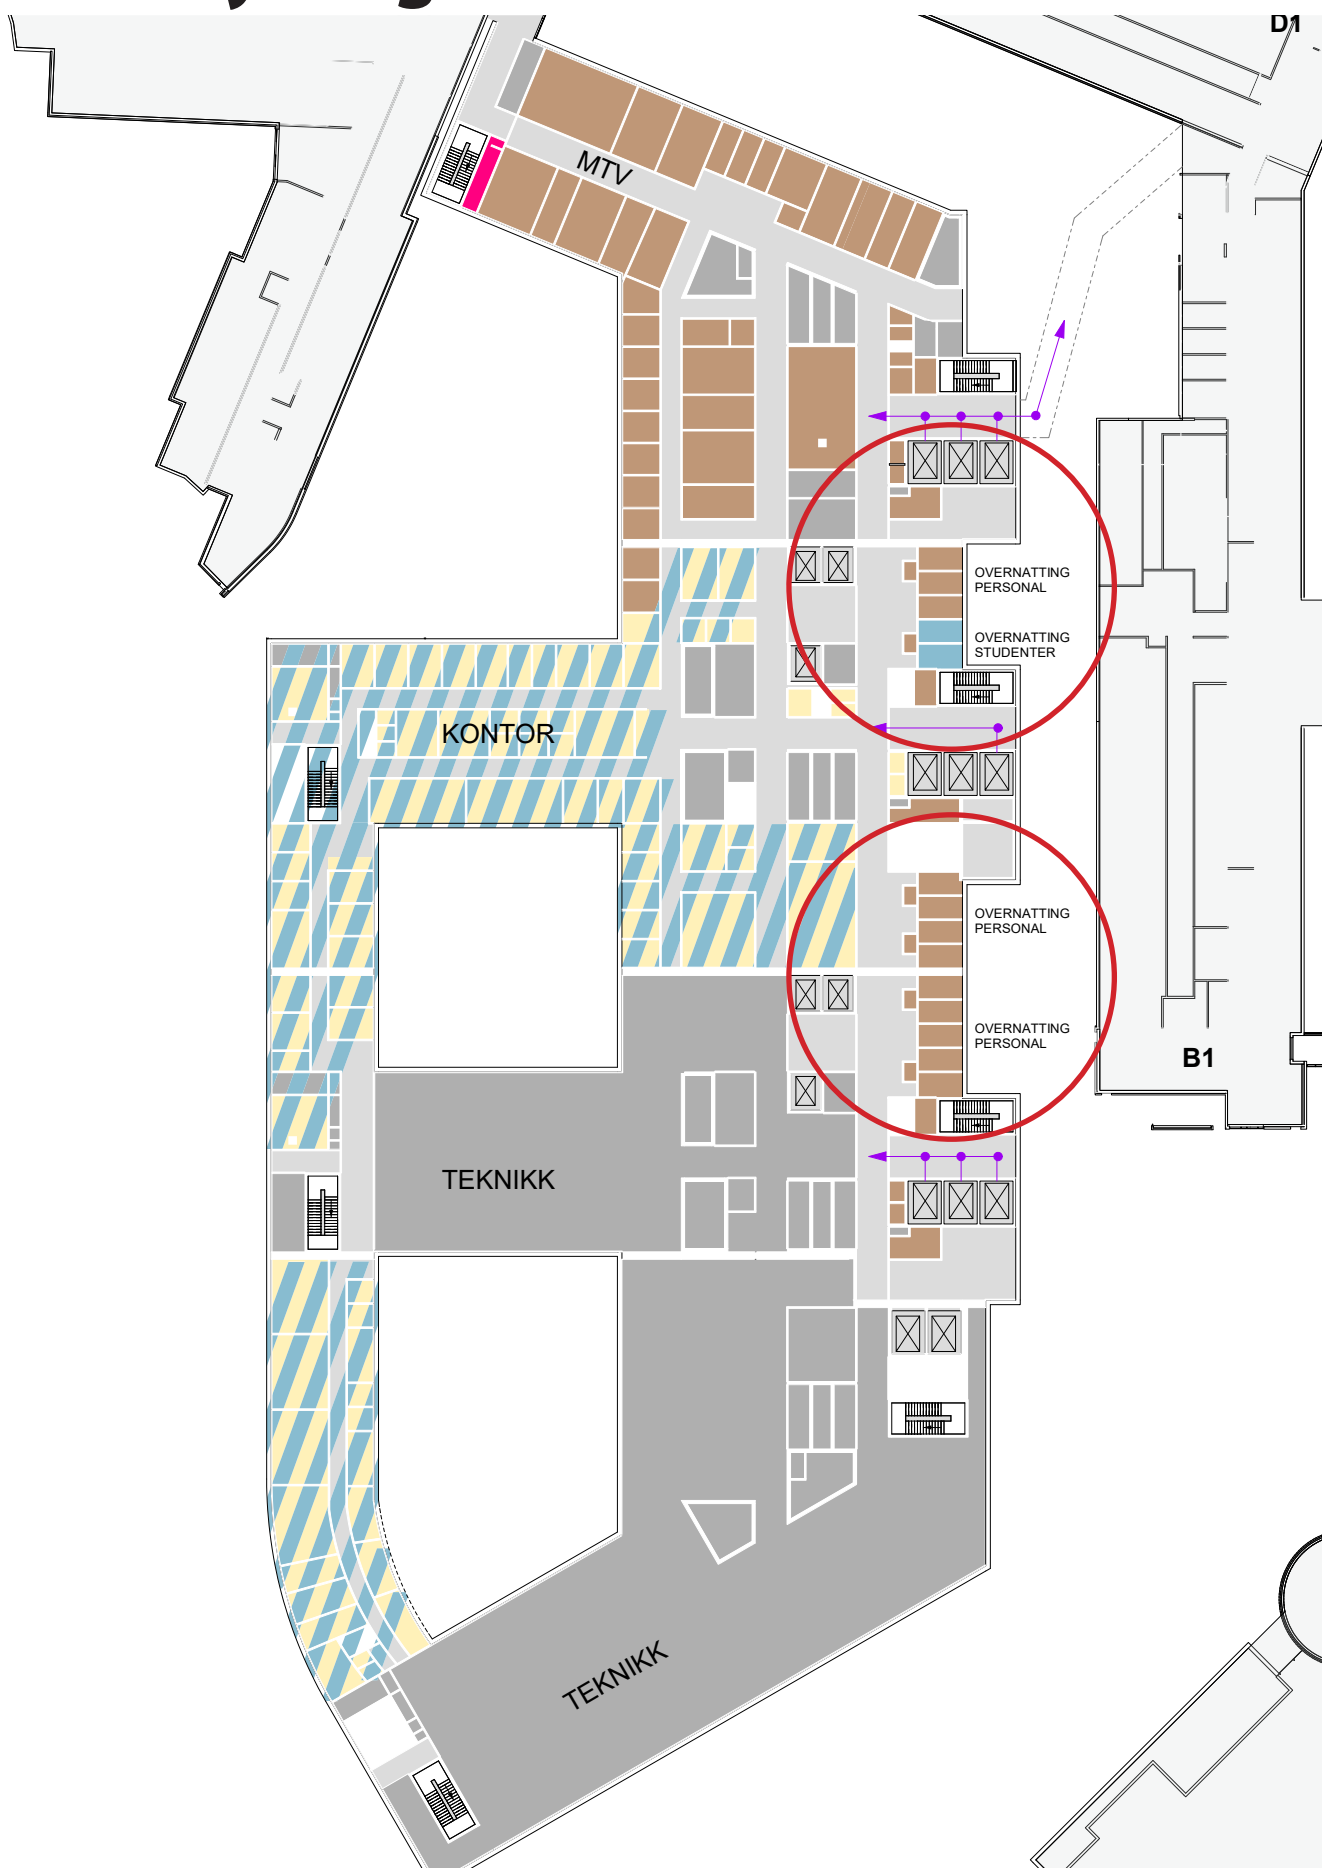 D1
MTV
OVERNATTING
PERSONAL
OVERNATTING
STUDENTER
KONTOR
OVERNATTING
PERSONAL
OVERNATTING
PERSONAL
B1
TEKNIKK
TEKNIKK